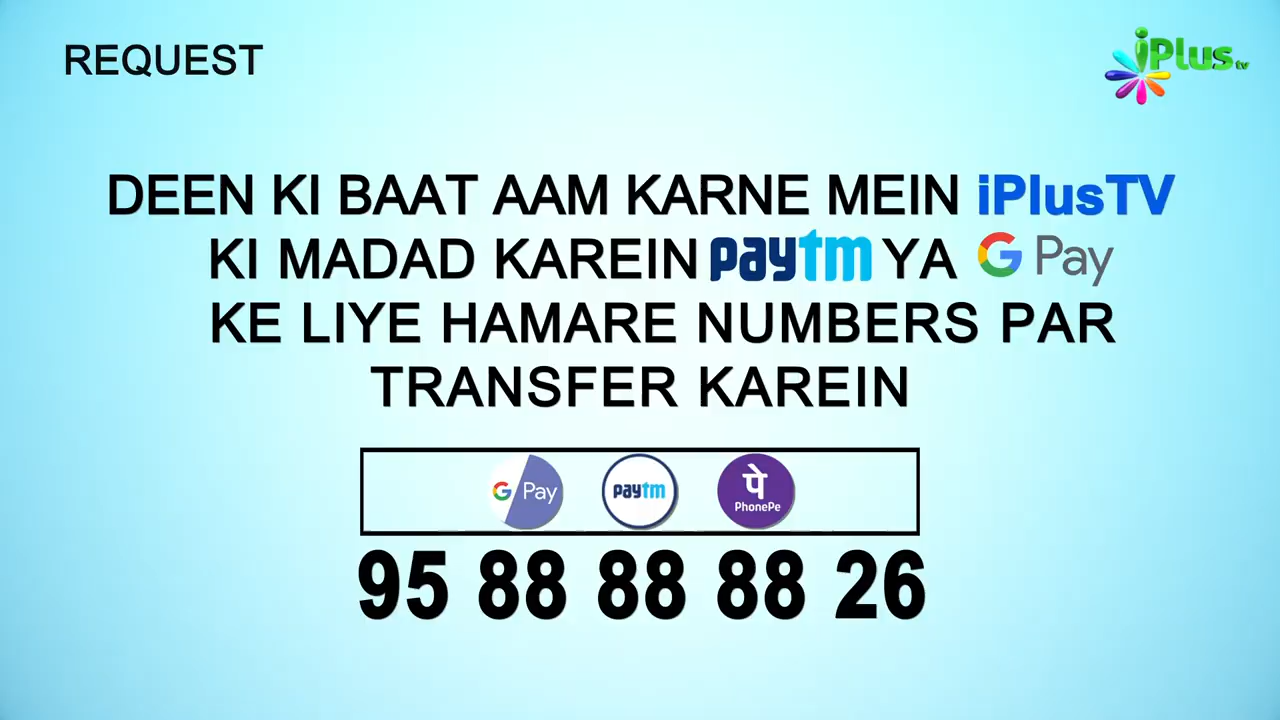 REQUEST
iPlus tv
DEEN KI BAAT AAM KARNE MEIN iPlusTV
KI MADAD KAREIN paytm YA G Pay
KE LIYE HAMARE NUMBERS PAR
TRANSFER KAREIN
G Pay paytm पे PhonePe
95 88 88 88 26